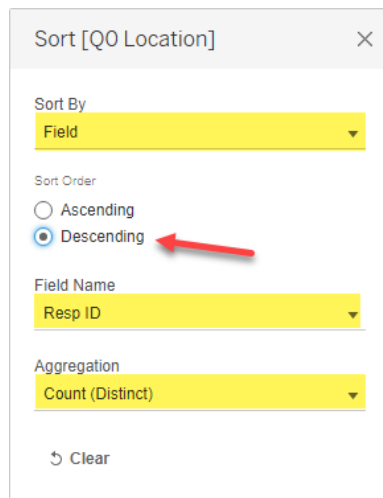 Sort [Q0 Location]
Sort By
Field
Sort Order
Ascending
Descending
Field Name
Resp ID
Aggregation
Count (Distinct)
Clear